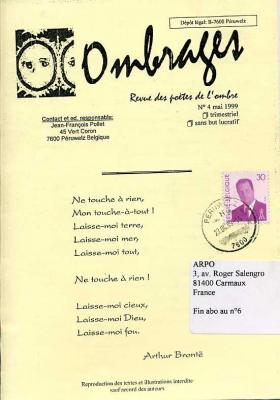 Dépôt légal: B-7600 Péruwelz
Ombrages
Revue des poètes de l'ombre
N° 4 mai 1999
trimestriel
sans but lucratif
Contact et ed. responsable:
Jean-François Pollet
45 Vert Coron
7600 Péruwelz Belgique
30
BELGIQUE
7600
Ne touche à rien,
Mon touche-à-tout !
Laisse-moi terre,
Laisse-moi mer,
Laisse-moi tout,
Ne touche à rien !
Laisse-moi cieux,
Laisse-moi Dieu,
Laisse-moi fou.
Arthur Brontë
ARPO
3, av. Roger Salengro
81400 Carmaux
France
Fin abo au n°6
Reproduction des textes et illustrations interdite
sauf record des auteurs